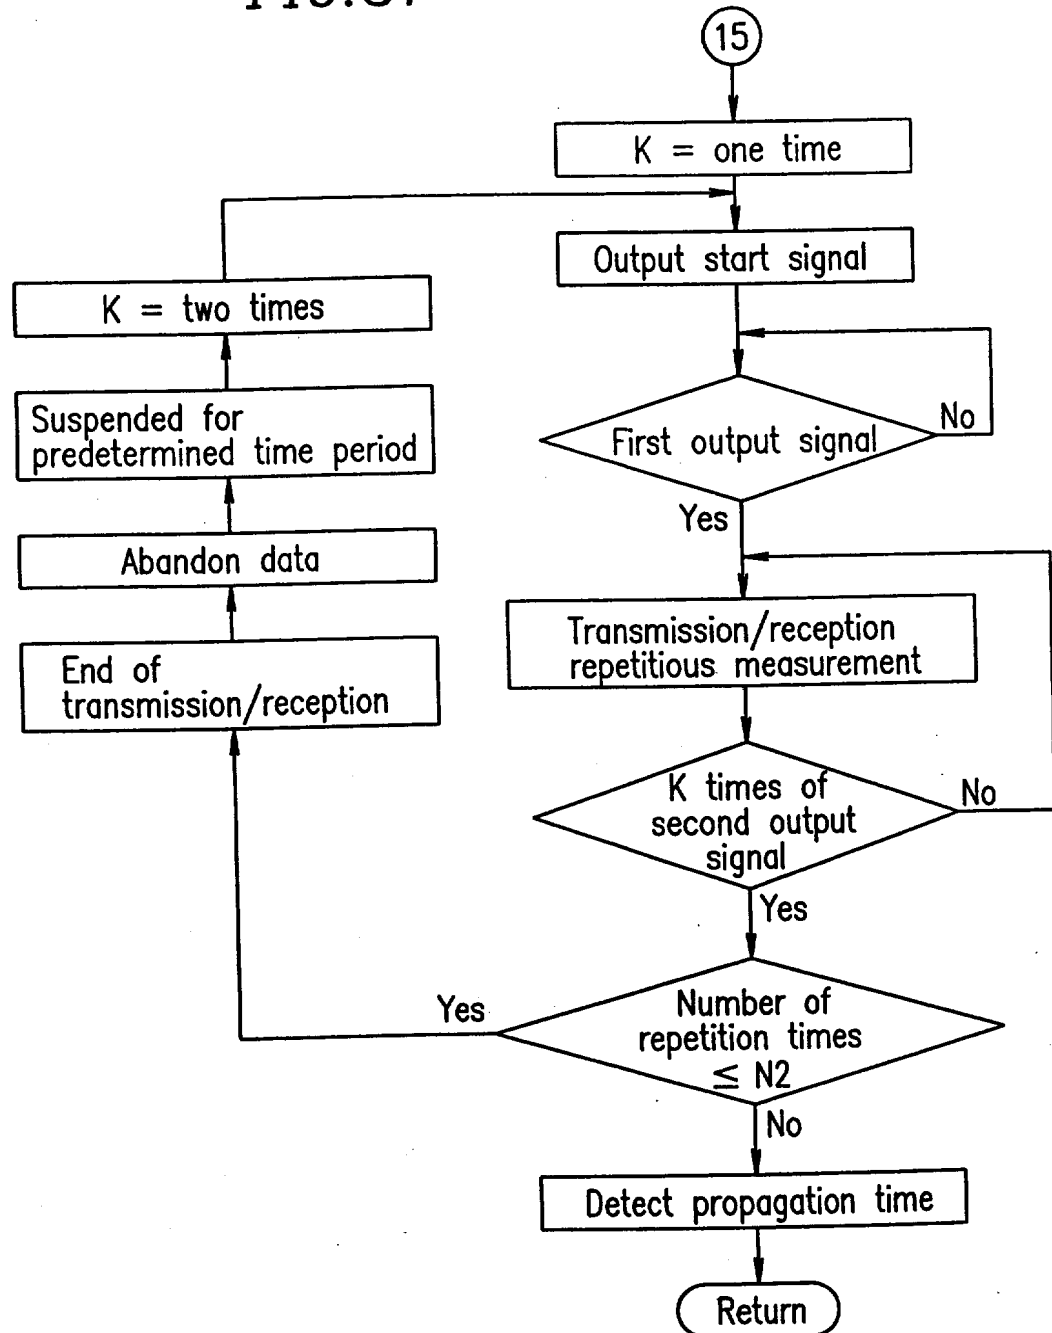 15
K = one time
Output start signal
K = two times
Suspended for
predetermined time period
First output signal
No
Yes
Abandon data
Transmission/reception
repetitious measurement
End of
transmission/reception
K times of
second output
signal
No
Yes
Number of
repetition times
≦ N2
Yes
No
Detect propagation time
Return